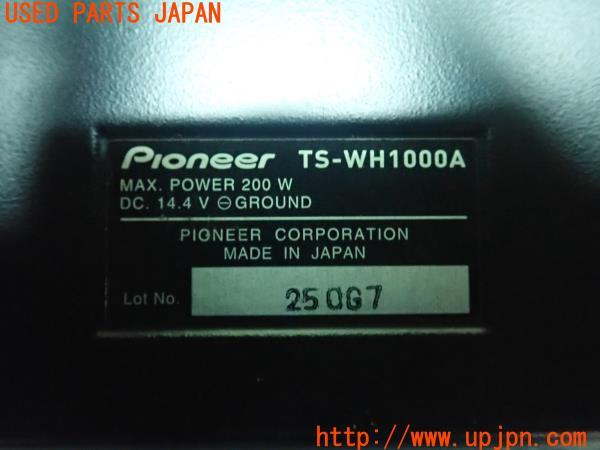 USED PARTS JAPAN
Pioneer TS-WH1000A
MAX. POWER 200 W
DC. 14.4 V ⊖ GROUND
PIONEER CORPORATION
MADE IN JAPAN
Lot No. 250G7
http://www.upjpn.com/